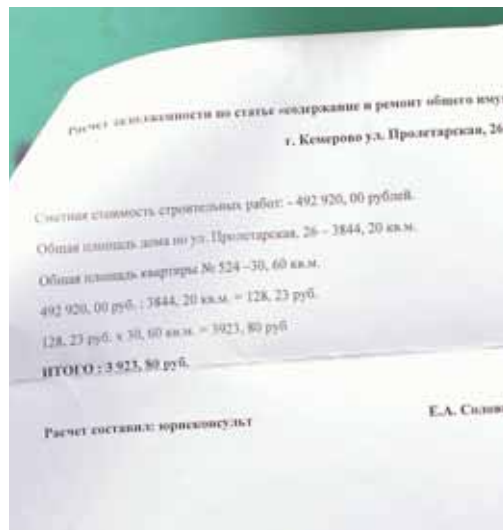 Расчет задолженности по статье «содержание и ремонт общего иму
г. Кемерово ул. Пролетарская, 26
Сметная стоимость строительных работ: - 492 920, 00 рублей.
Общая площадь дома по ул. Пролетарская, 26 – 3844, 20 кв.м.
Общая площадь квартиры № 524 –30, 60 кв.м.
492 920, 00 руб. : 3844, 20 кв.м. = 128, 23 руб.
128, 23 руб. х 30, 60 кв.м. = 3923, 80 руб
ИТОГО : 3 923, 80 руб.
Расчет составил: юрисконсульт
Е.А. Солов